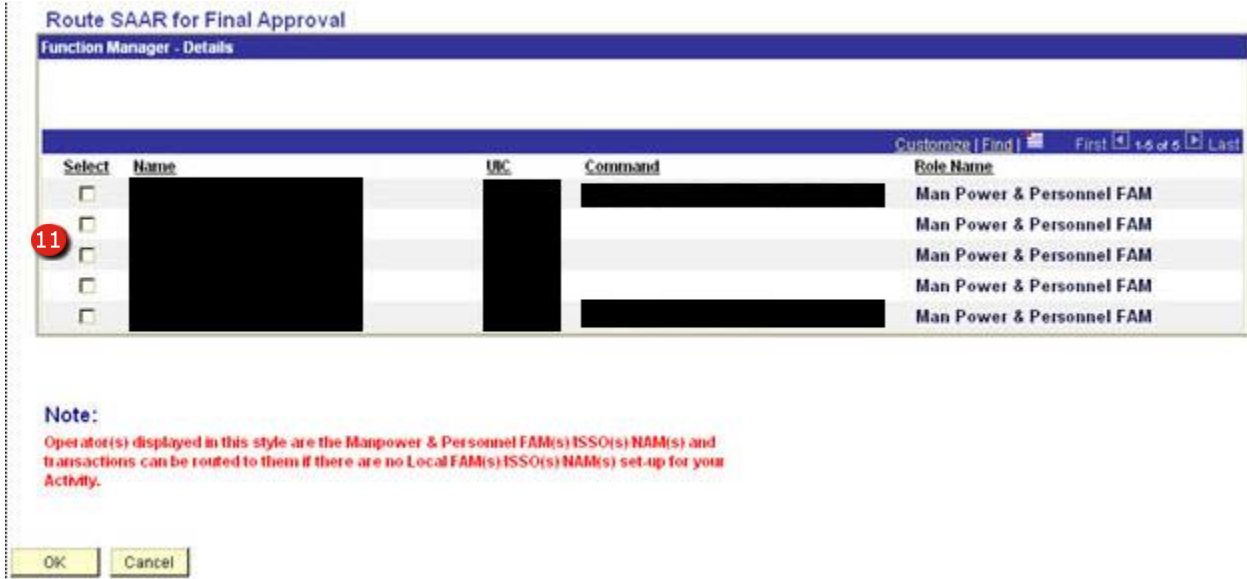 Route SAAR for Final Approval
Function Manager - Details
Customize | Find | First 1-5 of 5 Last
Select Name UIC Command Role Name
Man Power & Personnel FAM
Man Power & Personnel FAM
11
Man Power & Personnel FAM
Man Power & Personnel FAM
Man Power & Personnel FAM
Note:
Operator(s) displayed in this style are the Manpower & Personnel FAM(s) ISSO(s) NAM(s) and
transactions can be routed to them if there are no Local FAM(s) ISSO(s) NAM(s) set-up for your
Activity.
OK Cancel